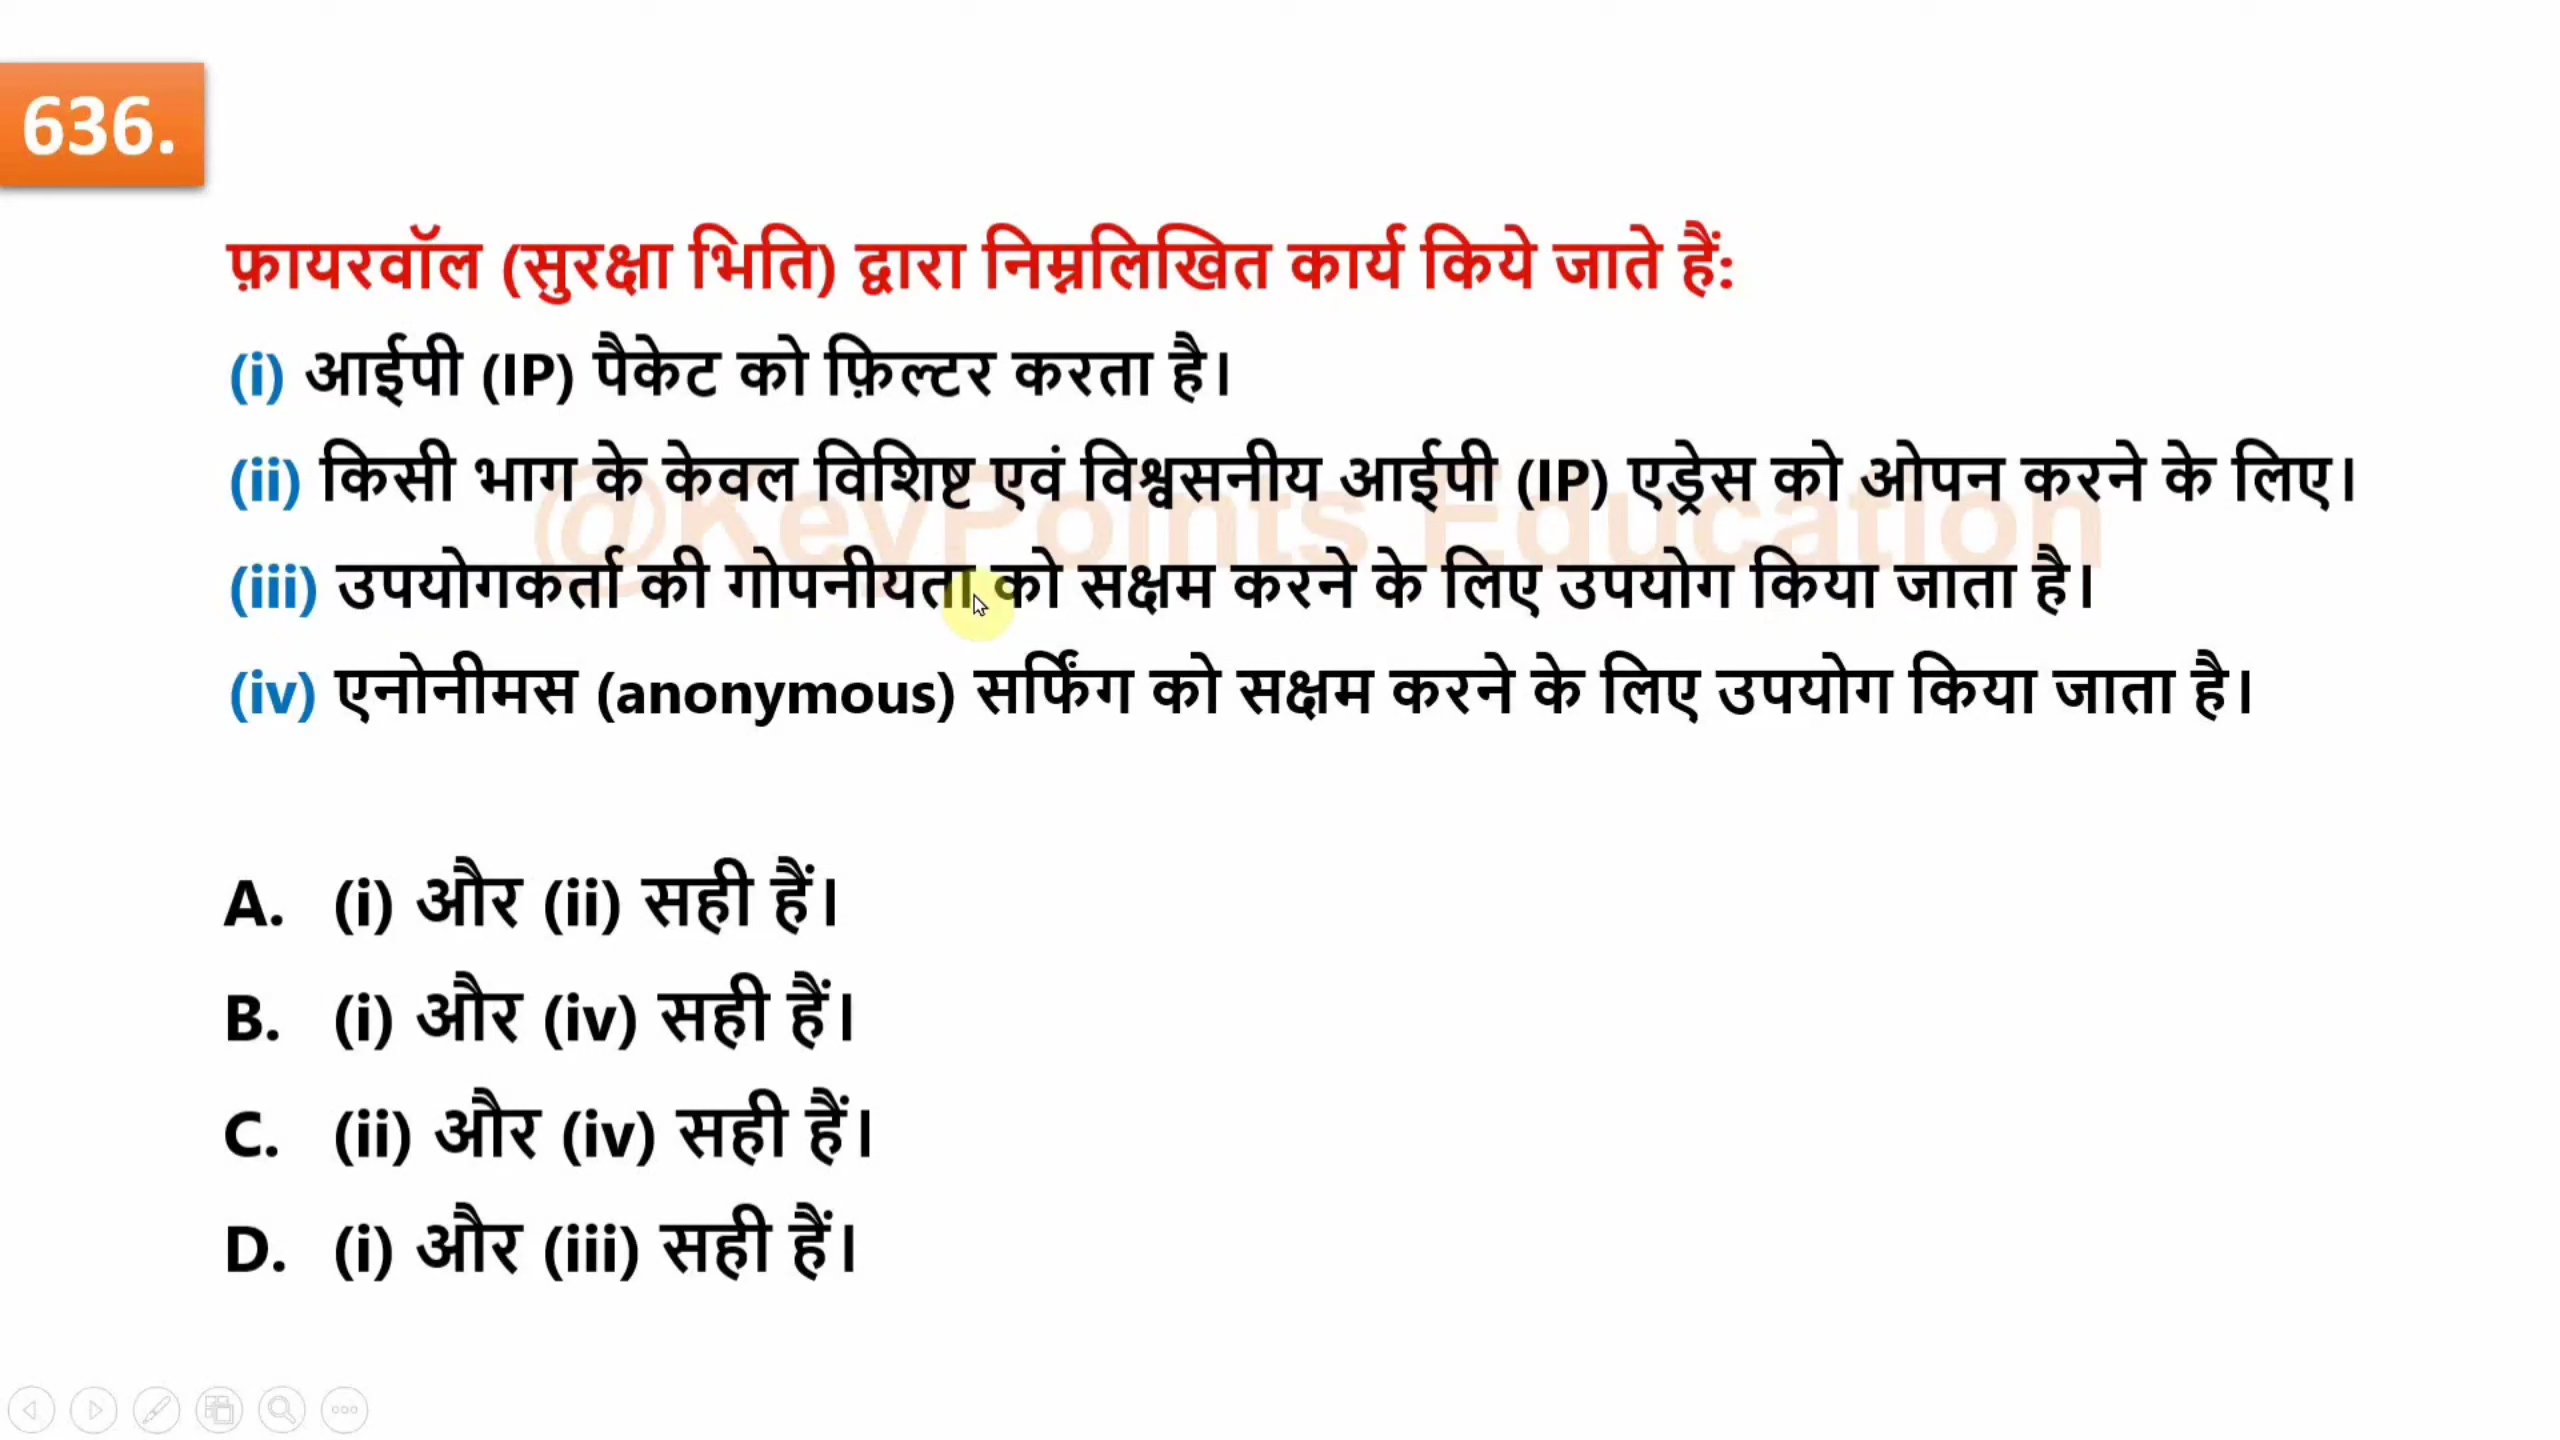 636.
फ़ायरवॉल (सुरक्षा भिति) द्वारा निम्नलिखित कार्य किये जाते हैं:
(i) आईपी (IP) पैकेट को फ़िल्टर करता है।
(ii) किसी भाग के केवल विशिष्ट एवं विश्वसनीय आईपी (IP) एड्रेस को ओपन करने के लिए।
@KeyPoints Education
(iii) उपयोगकर्ता की गोपनीयता को सक्षम करने के लिए उपयोग किया जाता है।
(iv) एनोनीमस (anonymous) सर्फिंग को सक्षम करने के लिए उपयोग किया जाता है।
A. (i) और (ii) सही हैं।
B. (i) और (iv) सही हैं।
C. (ii) और (iv) सही हैं।
D. (i) और (iii) सही हैं।